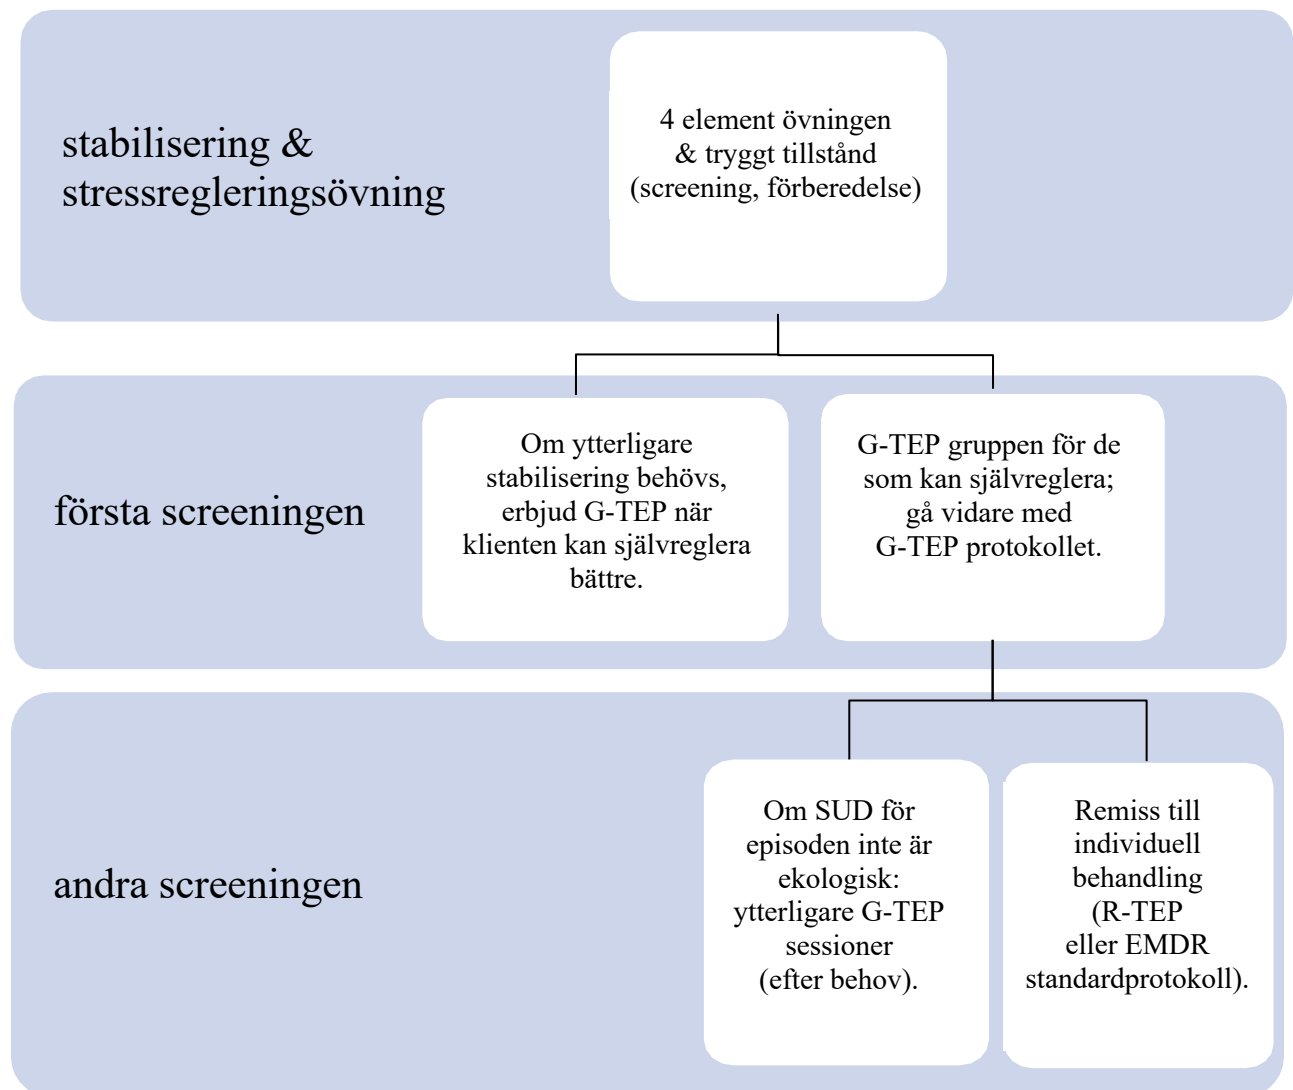 stabilisering &
stressregleringsövning
4 element övningen
& tryggt tillstånd
(screening, förberedelse)
första screeningen
Om ytterligare
stabilisering behövs,
erbjud G-TEP när
klienten kan självreglera
bättre.
G-TEP gruppen för de
som kan självreglera;
gå vidare med
G-TEP protokollet.
andra screeningen
Om SUD för
episoden inte är
ekologisk:
ytterligare G-TEP
sessioner
(efter behov).
Remiss till
individuell
behandling
(R-TEP
eller EMDR
standardprotokoll).